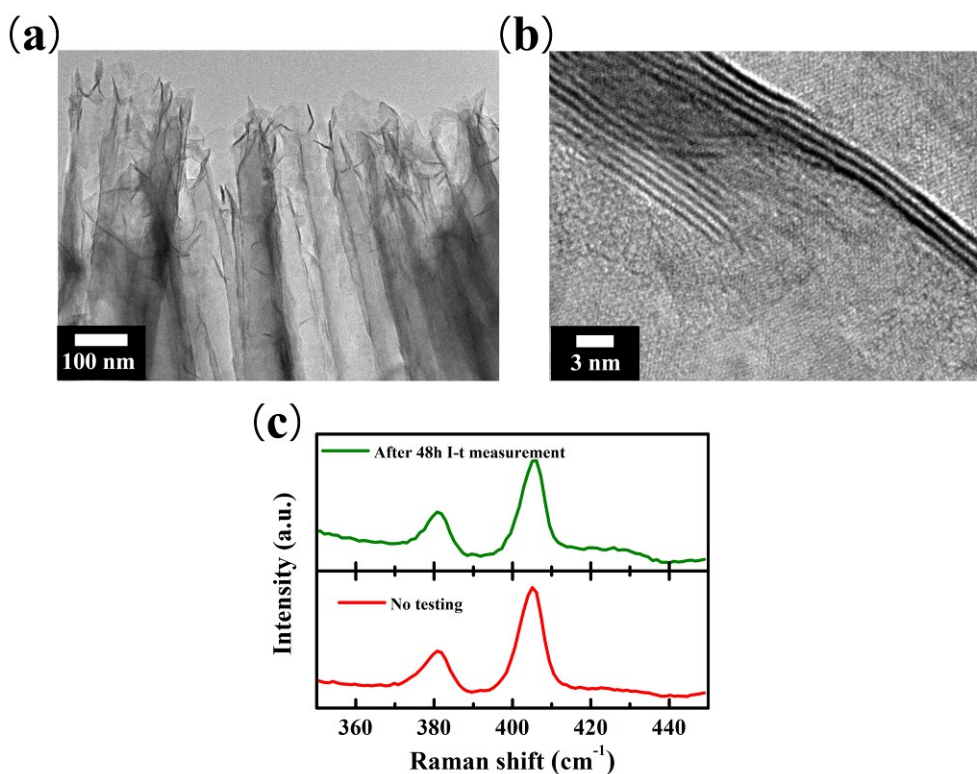 (a)
(b)
100 nm
3 nm
(c)
After 48h I-t measurement
No testing
Intensity (a.u.)
360 380 400 420 440
Raman shift (cm⁻¹)